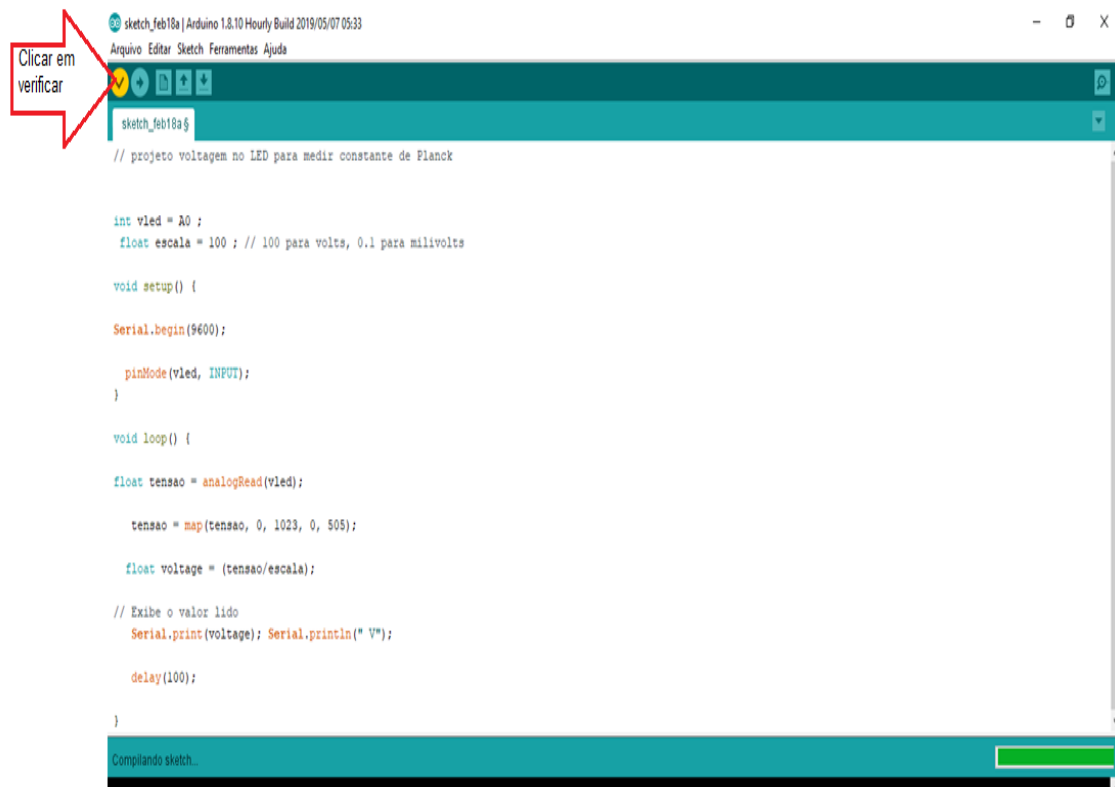 sketch_feb18a | Arduino 1.8.10 Hourly Build 2019/05/07 05:33
Arquivo Editar Sketch Ferramentas Ajuda
Clicar em
verificar
sketch_feb18a §
// projeto voltagem no LED para medir constante de Planck
int vled = A0 ;
float escala = 100 ; // 100 para volts, 0.1 para milivolts
void setup() {
Serial.begin(9600);
pinMode(vled, INPUT);
}
void loop() {
float tensao = analogRead(vled);
tensao = map(tensao, 0, 1023, 0, 505);
float voltage = (tensao/escala);
// Exibe o valor lido
Serial.print(voltage); Serial.println(" V");
delay(100);
}
Compilando sketch...